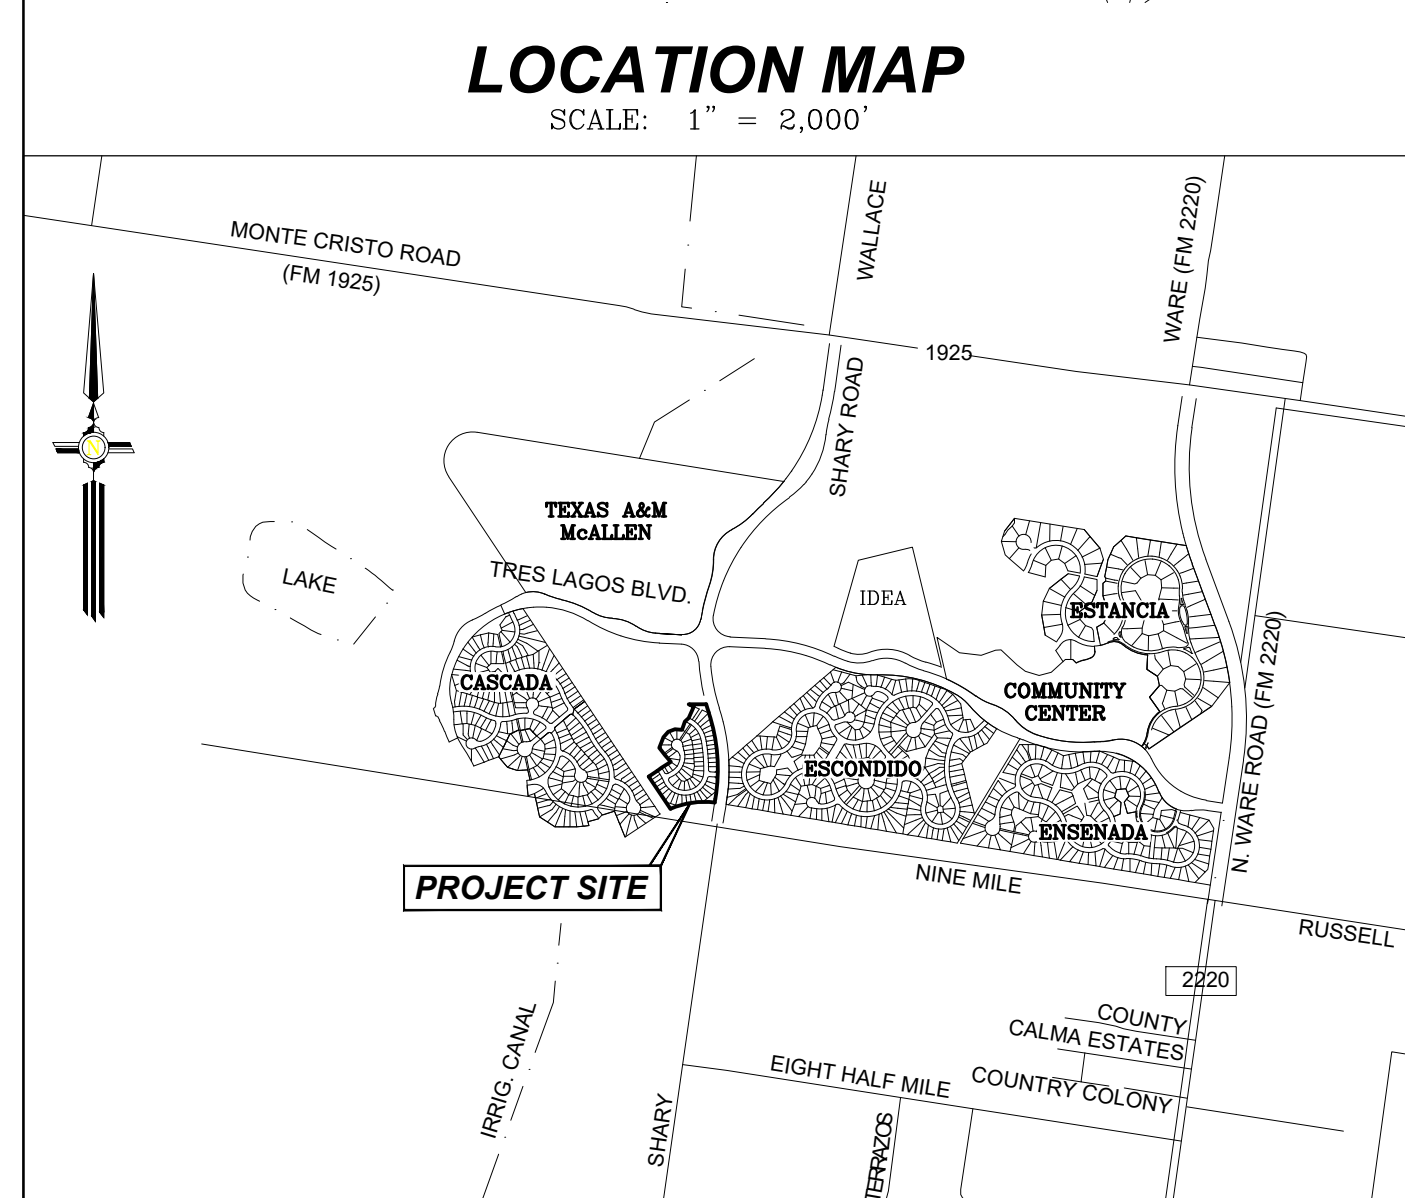 LOCATION MAP
SCALE: 1" = 2,000'
MONTE CRISTO ROAD
(FM 1925)
WALLACE
WARE (FM 2220)
1925
SHARY ROAD
N
TEXAS A&M
McALLEN
TRES LAGOS BLVD.
LAKE
IDEA
ESTANCIA
CASCADA
COMMUNITY
CENTER
N. WARE ROAD (FM 2220)
ESCONDIDO
ENSENADA
PROJECT SITE
NINE MILE
RUSSELL
2220
IRRIG. CANAL
COUNTY
CALMA ESTATES
EIGHT HALF MILE
COUNTRY COLONY
SHARY
TERRAZOS